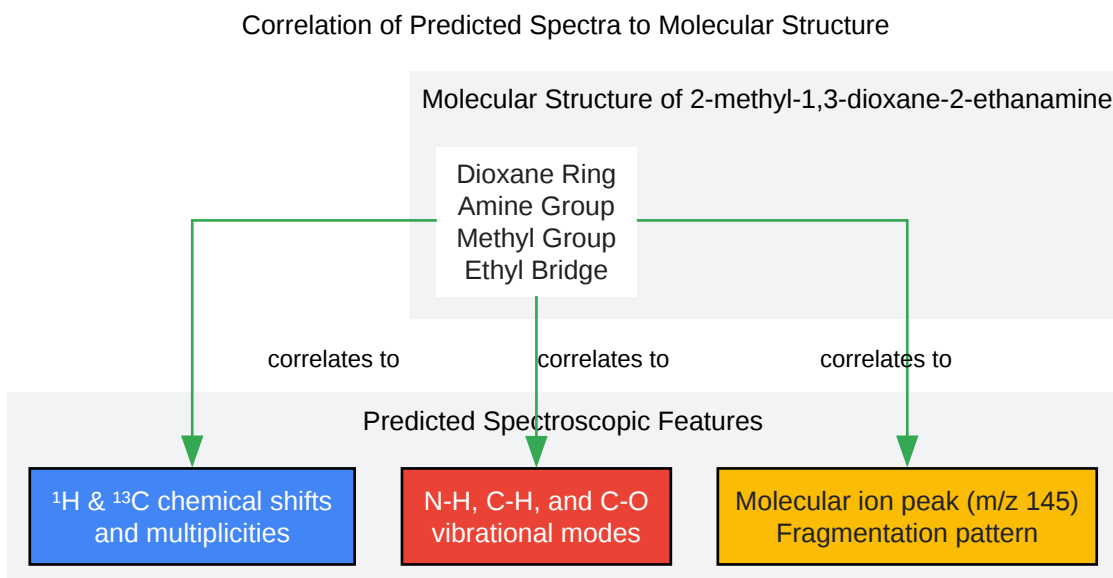 Correlation of Predicted Spectra to Molecular Structure
Molecular Structure of 2-methyl-1,3-dioxane-2-ethanamine
Dioxane Ring
Amine Group
Methyl Group
Ethyl Bridge
correlates to
correlates to
correlates to
Predicted Spectroscopic Features
¹H & ¹³C chemical shifts
and multiplicities
N-H, C-H, and C-O
vibrational modes
Molecular ion peak (m/z 145)
Fragmentation pattern